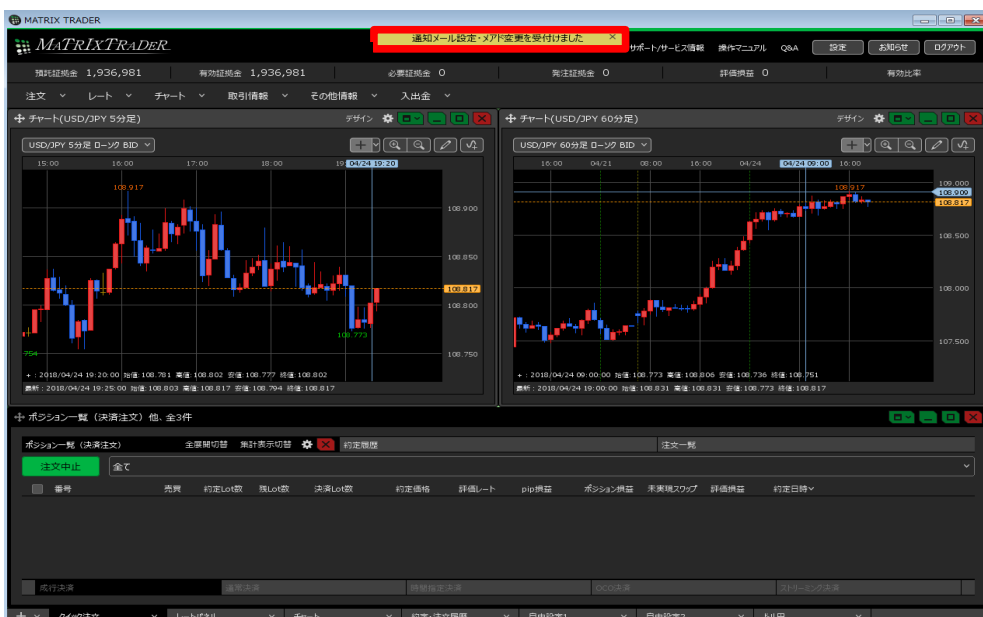 MATRIX TRADER
MATRIXTRADER
通知メール設定・メアド変更を受付けました ×
サポート/サービス情報 操作マニュアル Q&A 設定 お知らせ ログアウト
預託証拠金 1,936,981 有効証拠金 1,936,981 必要証拠金 0 発注証拠金 0 評価損益 0 有効比率
注文 レート チャート 取引情報 その他情報 入出金
チャート(USD/JPY 5分足) デザイン
チャート(USD/JPY 60分足) デザイン
USD/JPY 5分足 ローソク BID
USD/JPY 60分足 ローソク BID
15:00 16:00 17:00 18:00 04/24 19:20
16:00 04/21 08:00 16:00 04/24 04/24 09:00 16:00
108.917
108.900
108.850
108.817
108.800
108.773
108.750
754
108.917
109.000
108.909
108.817
108.500
108.000
107.500
+ : 2018/04/24 19:20:00 始値:108.781 高値:108.802 安値:108.777 終値:108.802
最新 : 2018/04/24 19:25:00 始値:108.803 高値:108.817 安値:108.794 終値:108.817
+ : 2018/04/24 09:00:00 始値:108.773 高値:108.806 安値:108.736 終値:108.751
最新 : 2018/04/24 19:00:00 始値:108.831 高値:108.831 安値:108.773 終値:108.817
ポジション一覧（決済注文）他、全3件
ポジション一覧（決済注文） 全展開切替 集計表示切替 約定履歴 注文一覧
注文中止 全て
番号 売買 約定Lot数 残Lot数 決済Lot数 約定価格 評価レート pip損益 ポジション損益 未実現スワップ 評価損益 約定日時
成行決済 通常決済 時間指定決済 OCO決済 ストリーミング決済
クイック注文 レートパネル チャート 約定・注文履歴 自由設定1 自由設定2 トル円